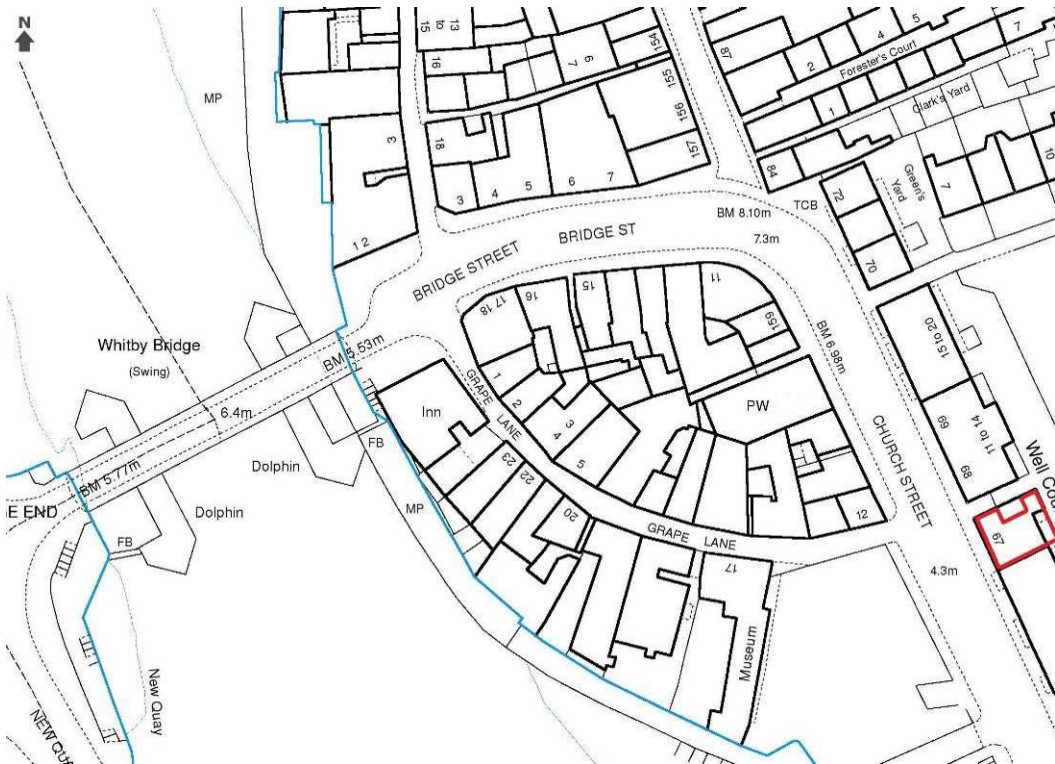 N
MP
15
13
to
16
7
6
154
155
156
157
18
3
3
4
5
6
7
1 2
87
2
4
5
7
Forester's Court
1
Clark's Yard
84
72
70
TCB
Green's
Yard
7
10
BM 8.10m
7.3m
BRIDGE STREET
BRIDGE ST
17
18
16
15
11
159
BM 6.98m
15 to 20
Whitby Bridge
(Swing)
BM 5.53m
6.4m
BM 5.77m
Inn
GRAPE LANE
1
2
3
4
5
PW
69
11 to 14
68
CHURCH STREET
Well Cou
67
FB
Dolphin
Dolphin
MP
23
22
20
GRAPE LANE
12
17
4.3m
E END
FB
Museum
New Quay
NEW QU